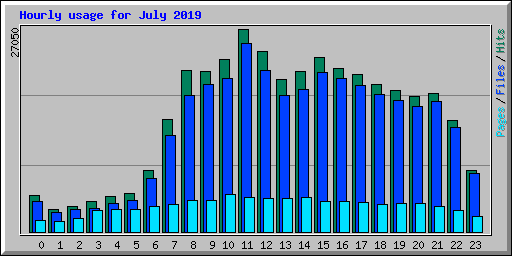 Hourly usage for July 2019
27050
Pages / Files / Hits
0 1 2 3 4 5 6 7 8 9 10 11 12 13 14 15 16 17 18 19 20 21 22 23